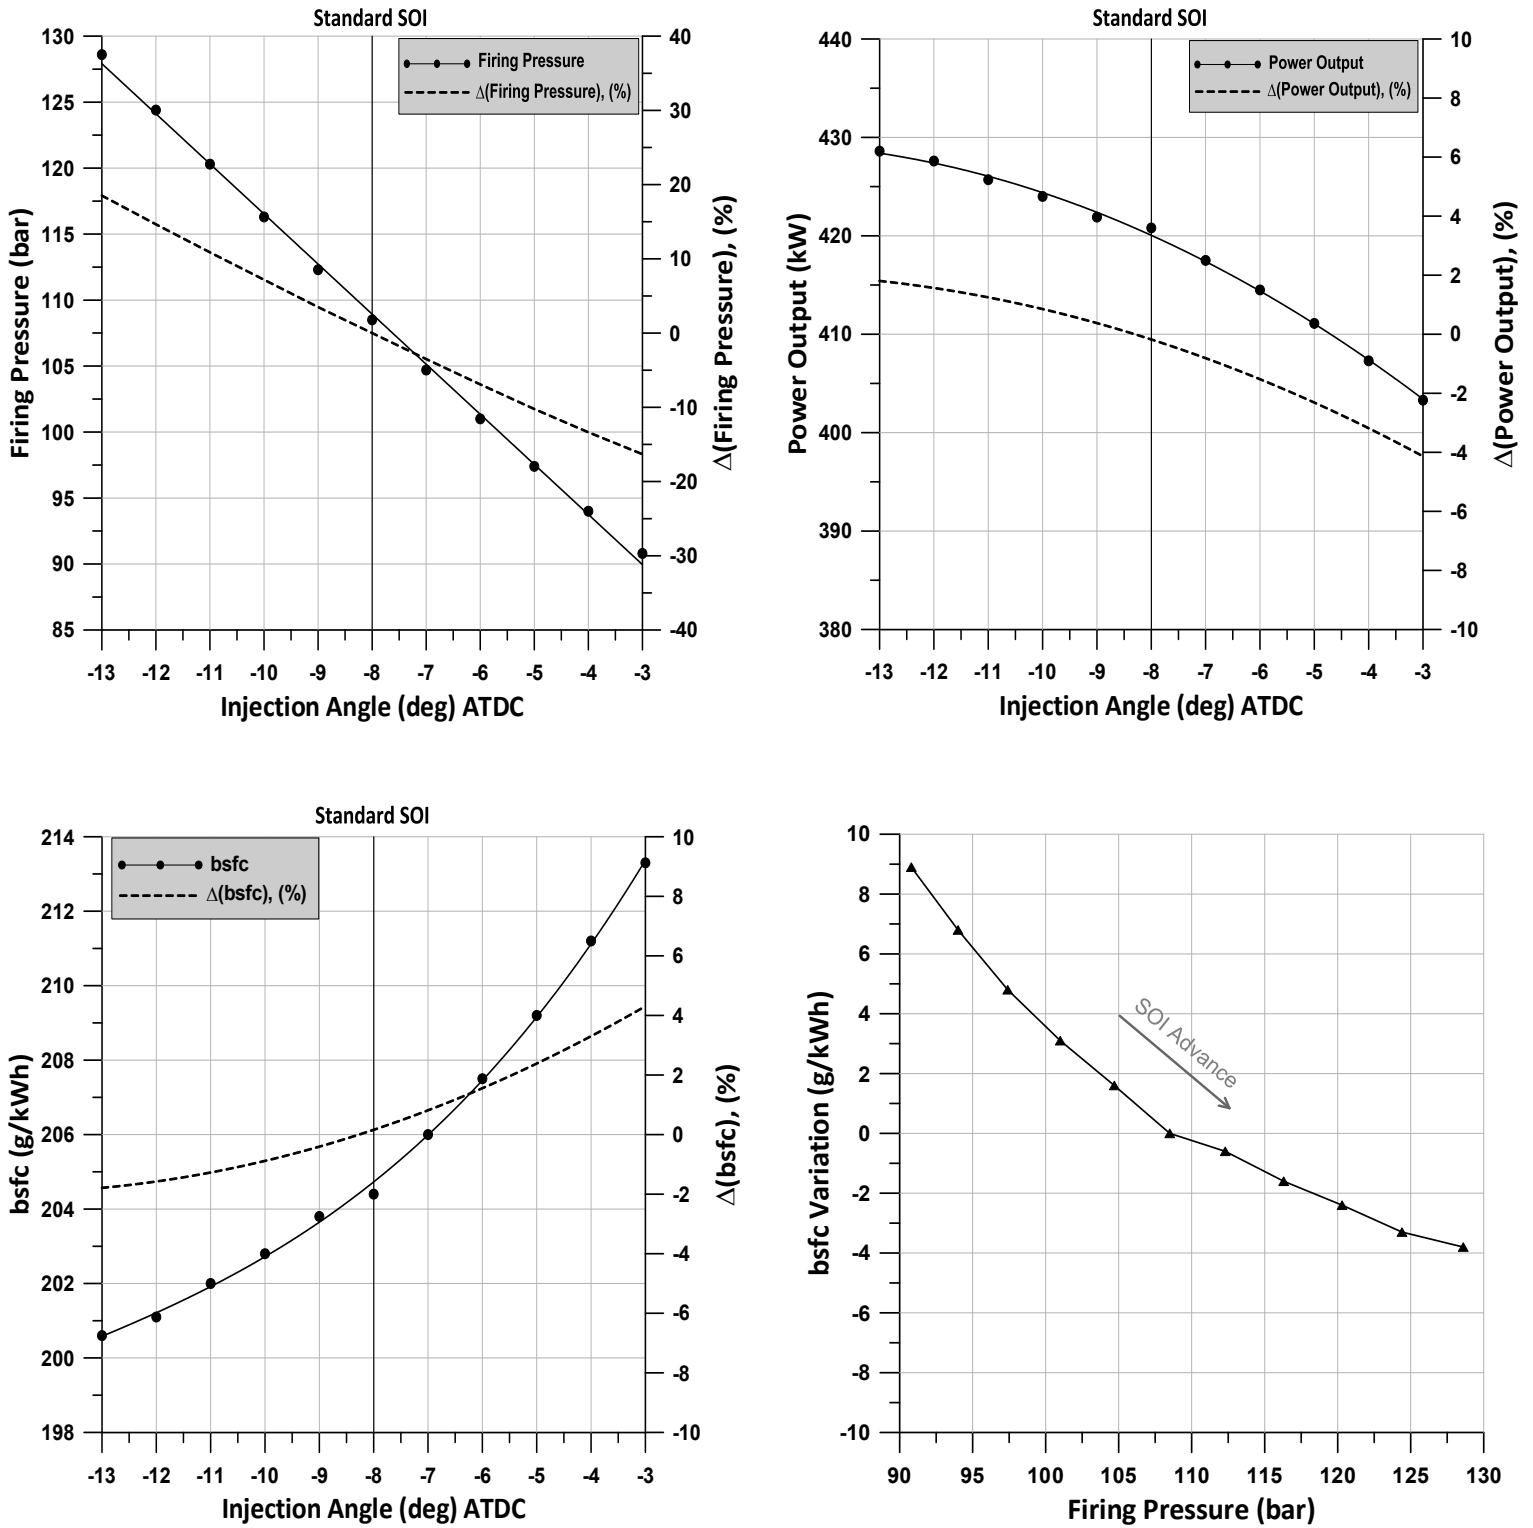 Standard SOI
Firing Pressure
Δ(Firing Pressure), (%)
130
125
120
115
110
105
100
95
90
85
40
30
20
10
0
-10
-20
-30
-40
Firing Pressure (bar)
Δ(Firing Pressure), (%)
-13 -12 -11 -10 -9 -8 -7 -6 -5 -4 -3
Injection Angle (deg) ATDC
Standard SOI
Power Output
Δ(Power Output), (%)
440
430
420
410
400
390
380
10
8
6
4
2
0
-2
-4
-6
-8
-10
Power Output (kW)
Δ(Power Output), (%)
-13 -12 -11 -10 -9 -8 -7 -6 -5 -4 -3
Injection Angle (deg) ATDC
Standard SOI
bsfc
Δ(bsfc), (%)
214
212
210
208
206
204
202
200
198
10
8
6
4
2
0
-2
-4
-6
-8
-10
bsfc (g/kWh)
Δ(bsfc), (%)
-13 -12 -11 -10 -9 -8 -7 -6 -5 -4 -3
Injection Angle (deg) ATDC
10
8
6
4
2
0
-2
-4
-6
-8
-10
bsfc Variation (g/kWh)
SOI Advance
90 95 100 105 110 115 120 125 130
Firing Pressure (bar)